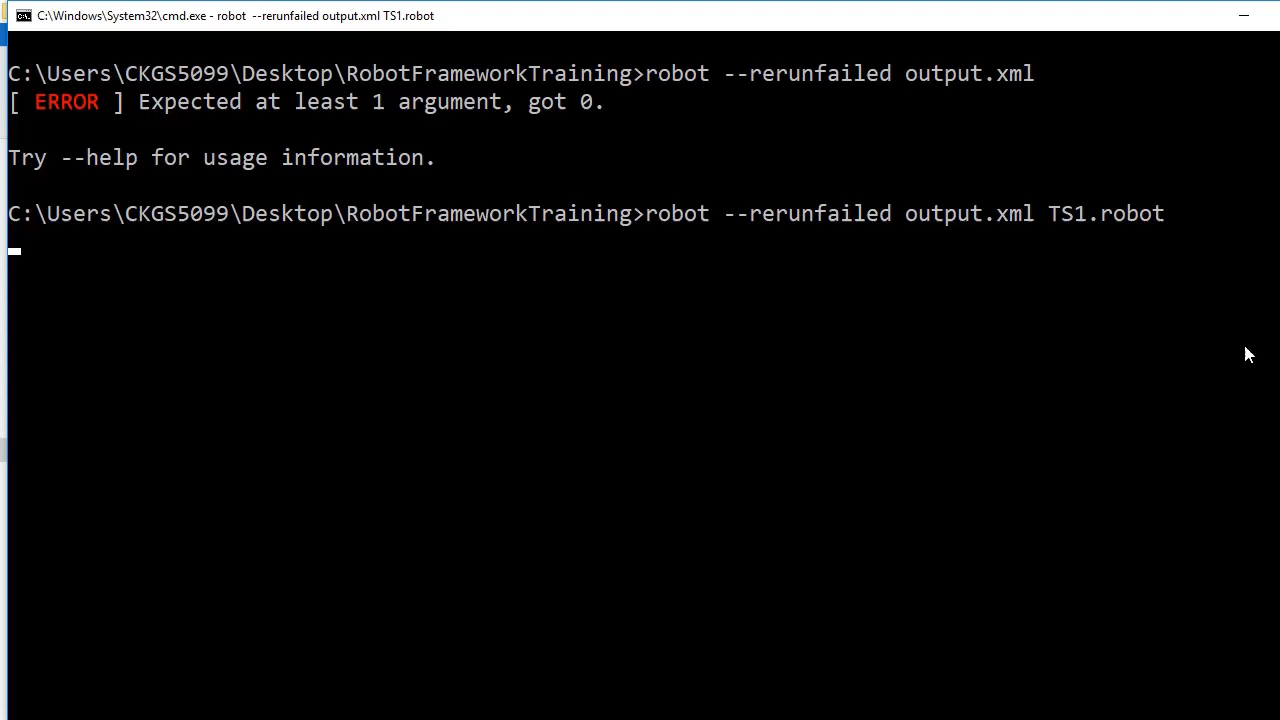 C:\Windows\System32\cmd.exe - robot --rerunfailed output.xml TS1.robot
C:\Users\CKGS5099\Desktop\RobotFrameworkTraining>robot --rerunfailed output.xml
[ ERROR ] Expected at least 1 argument, got 0.
Try --help for usage information.
C:\Users\CKGS5099\Desktop\RobotFrameworkTraining>robot --rerunfailed output.xml TS1.robot